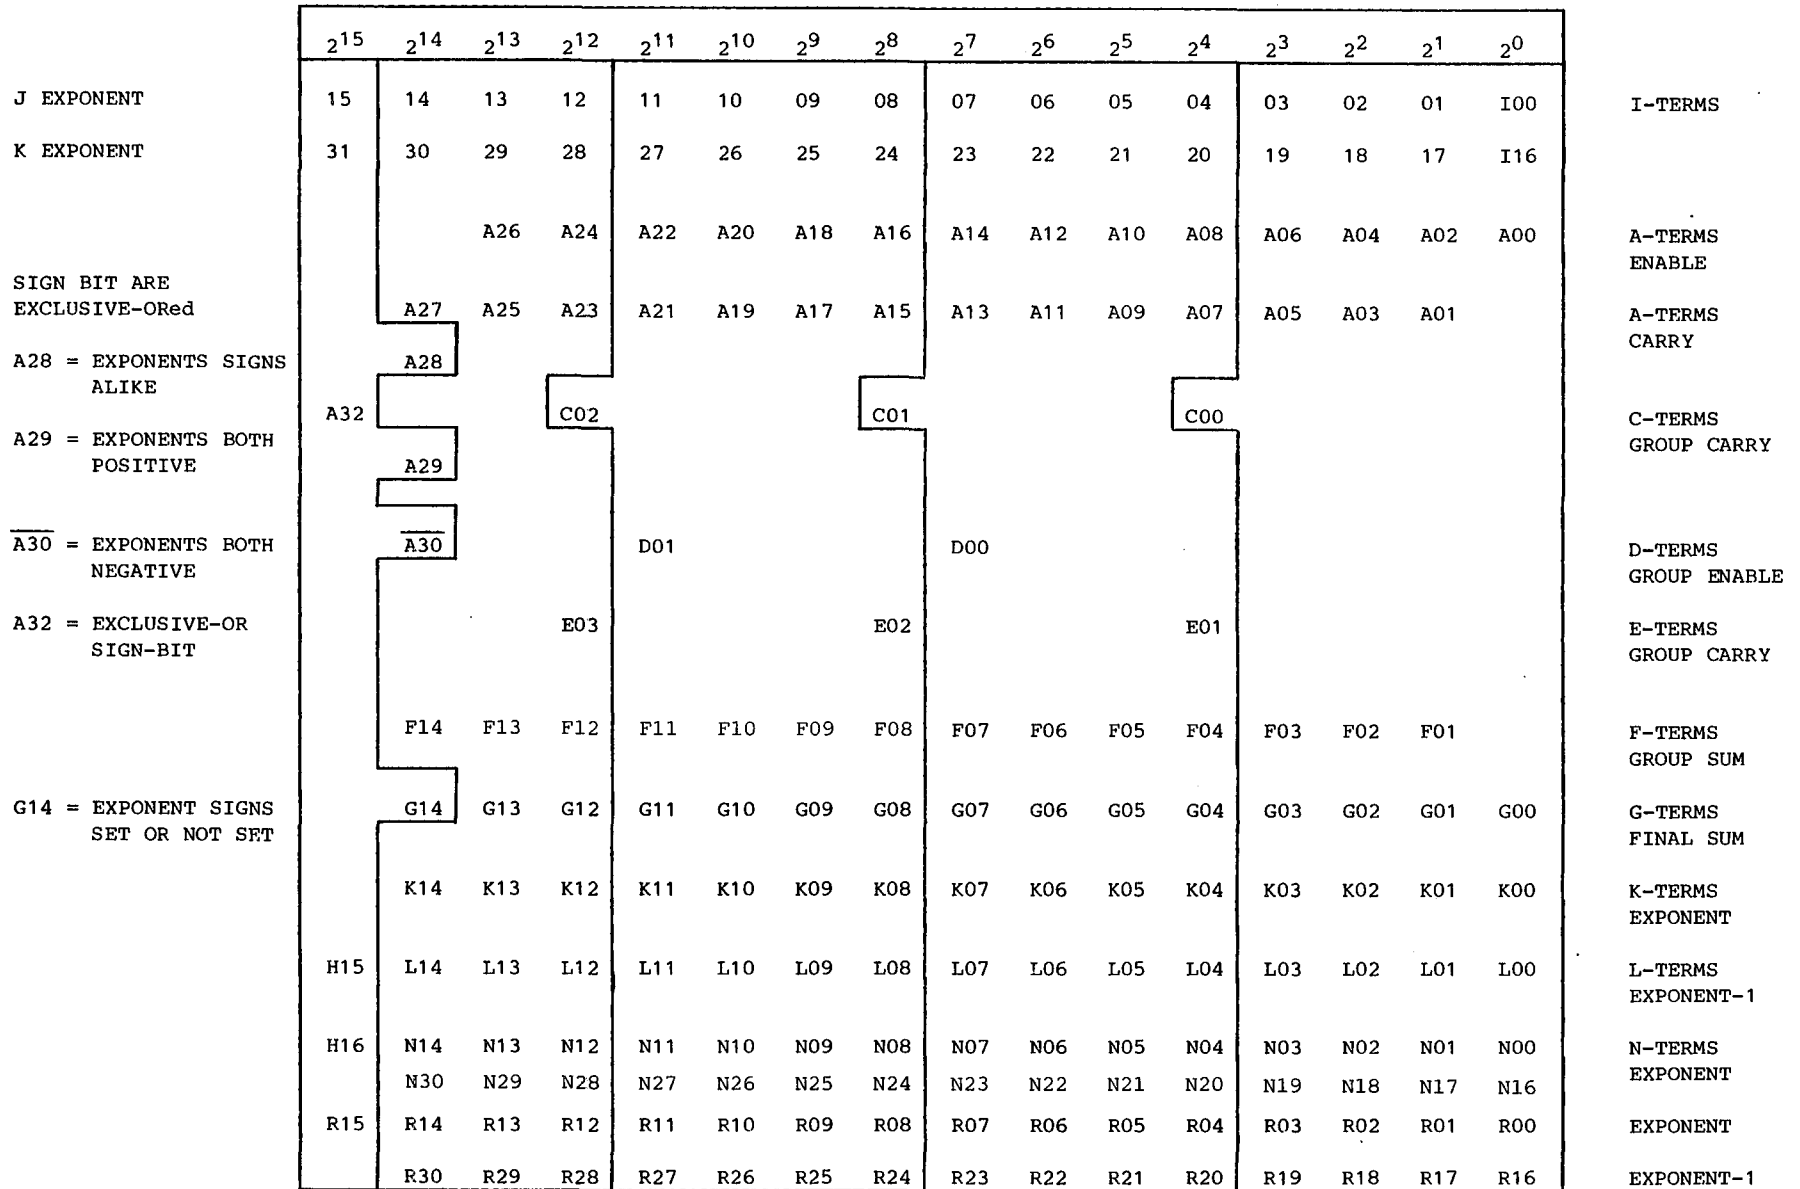 2^15 2^14 2^13 2^12 2^11 2^10 2^9 2^8 2^7 2^6 2^5 2^4 2^3 2^2 2^1 2^0
J EXPONENT 15 14 13 12 11 10 09 08 07 06 05 04 03 02 01 I00 I-TERMS
K EXPONENT 31 30 29 28 27 26 25 24 23 22 21 20 19 18 17 I16
A26 A24 A22 A20 A18 A16 A14 A12 A10 A08 A06 A04 A02 A00 A-TERMS
ENABLE
SIGN BIT ARE
EXCLUSIVE-ORed A27 A25 A23 A21 A19 A17 A15 A13 A11 A09 A07 A05 A03 A01 A-TERMS
CARRY
A28 = EXPONENTS SIGNS A28
ALIKE
A32 C02 C01 C00 C-TERMS
A29 = EXPONENTS BOTH GROUP CARRY
POSITIVE A29
A̅3̅0̅ = EXPONENTS BOTH A̅3̅0̅ D01 D00 D-TERMS
NEGATIVE GROUP ENABLE
A32 = EXCLUSIVE-OR E03 E02 E01 E-TERMS
SIGN-BIT GROUP CARRY
F14 F13 F12 F11 F10 F09 F08 F07 F06 F05 F04 F03 F02 F01 F-TERMS
GROUP SUM
G14 = EXPONENT SIGNS G14 G13 G12 G11 G10 G09 G08 G07 G06 G05 G04 G03 G02 G01 G00 G-TERMS
SET OR NOT SET FINAL SUM
K14 K13 K12 K11 K10 K09 K08 K07 K06 K05 K04 K03 K02 K01 K00 K-TERMS
EXPONENT
H15 L14 L13 L12 L11 L10 L09 L08 L07 L06 L05 L04 L03 L02 L01 L00 L-TERMS
EXPONENT-1
H16 N14 N13 N12 N11 N10 N09 N08 N07 N06 N05 N04 N03 N02 N01 N00 N-TERMS
N30 N29 N28 N27 N26 N25 N24 N23 N22 N21 N20 N19 N18 N17 N16 EXPONENT
R15 R14 R13 R12 R11 R10 R09 R08 R07 R06 R05 R04 R03 R02 R01 R00 EXPONENT
R30 R29 R28 R27 R26 R25 R24 R23 R22 R21 R20 R19 R18 R17 R16 EXPONENT-1